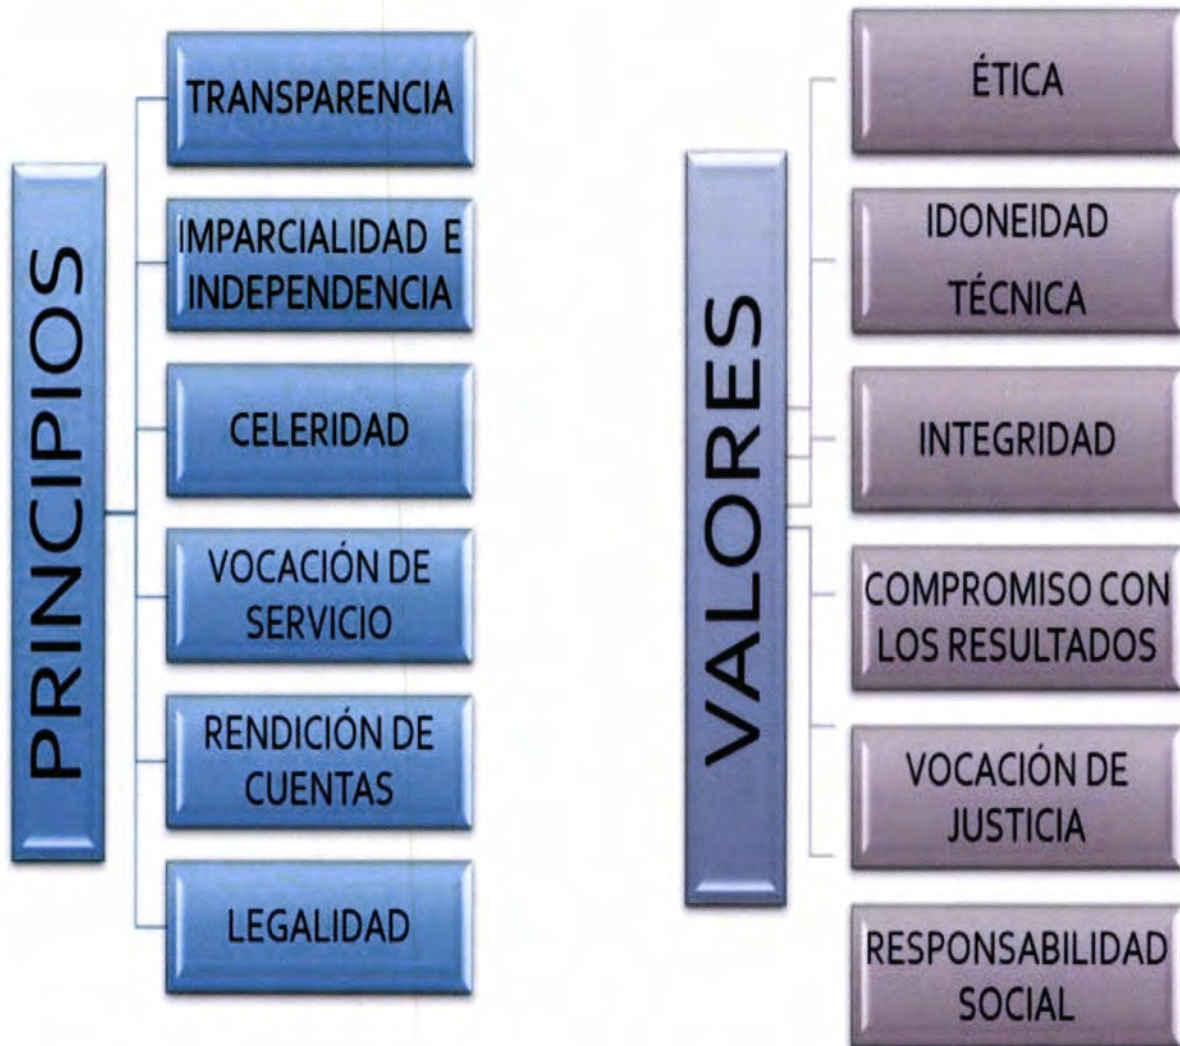 PRINCIPIOS
TRANSPARENCIA
IMPARCIALIDAD E
INDEPENDENCIA
CELERIDAD
VOCACIÓN DE
SERVICIO
RENDICIÓN DE
CUENTAS
LEGALIDAD
VALORES
ÉTICA
IDONEIDAD
TÉCNICA
INTEGRIDAD
COMPROMISO CON
LOS RESULTADOS
VOCACIÓN DE
JUSTICIA
RESPONSABILIDAD
SOCIAL